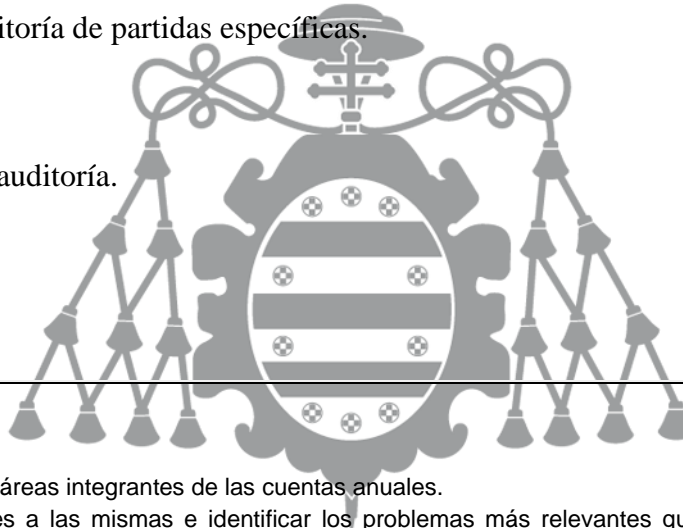 itoría de partidas específicas.
auditoría.
áreas integrantes de las cuentas anuales.
es a las mismas e identificar los problemas más relevantes qu